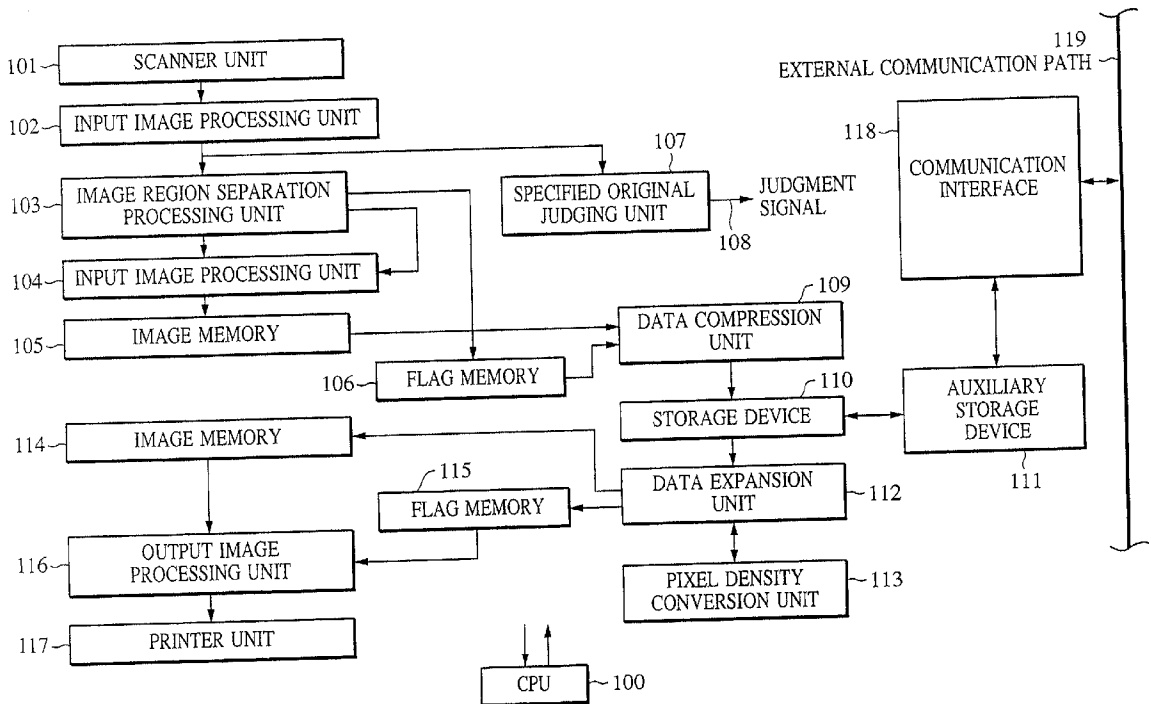 101
SCANNER UNIT
102
INPUT IMAGE PROCESSING UNIT
103
IMAGE REGION SEPARATION
PROCESSING UNIT
104
INPUT IMAGE PROCESSING UNIT
105
IMAGE MEMORY
106
FLAG MEMORY
107
SPECIFIED ORIGINAL
JUDGING UNIT
JUDGMENT
SIGNAL
108
109
DATA COMPRESSION
UNIT
110
STORAGE DEVICE
AUXILIARY
STORAGE
DEVICE
111
DATA EXPANSION
UNIT
112
PIXEL DENSITY
CONVERSION UNIT
113
114
IMAGE MEMORY
115
FLAG MEMORY
116
OUTPUT IMAGE
PROCESSING UNIT
117
PRINTER UNIT
118
COMMUNICATION
INTERFACE
119
EXTERNAL COMMUNICATION PATH
CPU
100